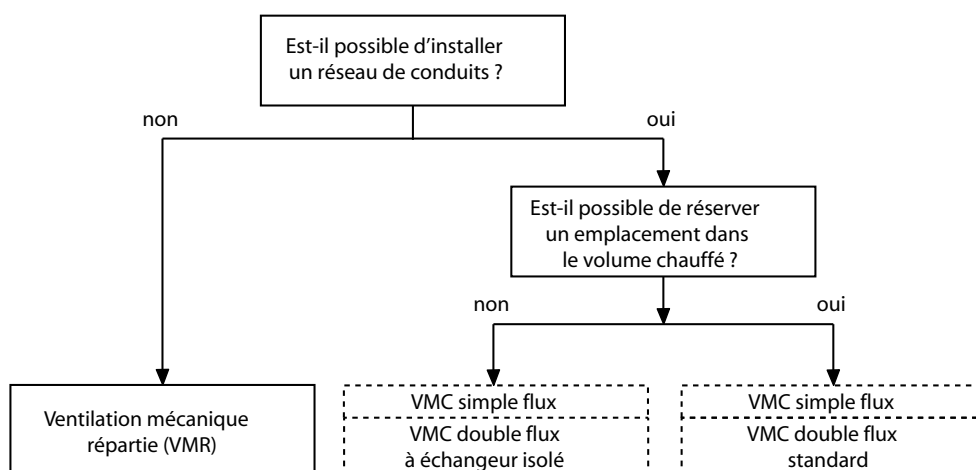 Est-il possible d’installer
un réseau de conduits ?
non
oui
Est-il possible de réserver
un emplacement dans
le volume chauffé ?
non
oui
Ventilation mécanique
répartie (VMR)
VMC simple flux
VMC double flux
à échangeur isolé
VMC simple flux
VMC double flux
standard